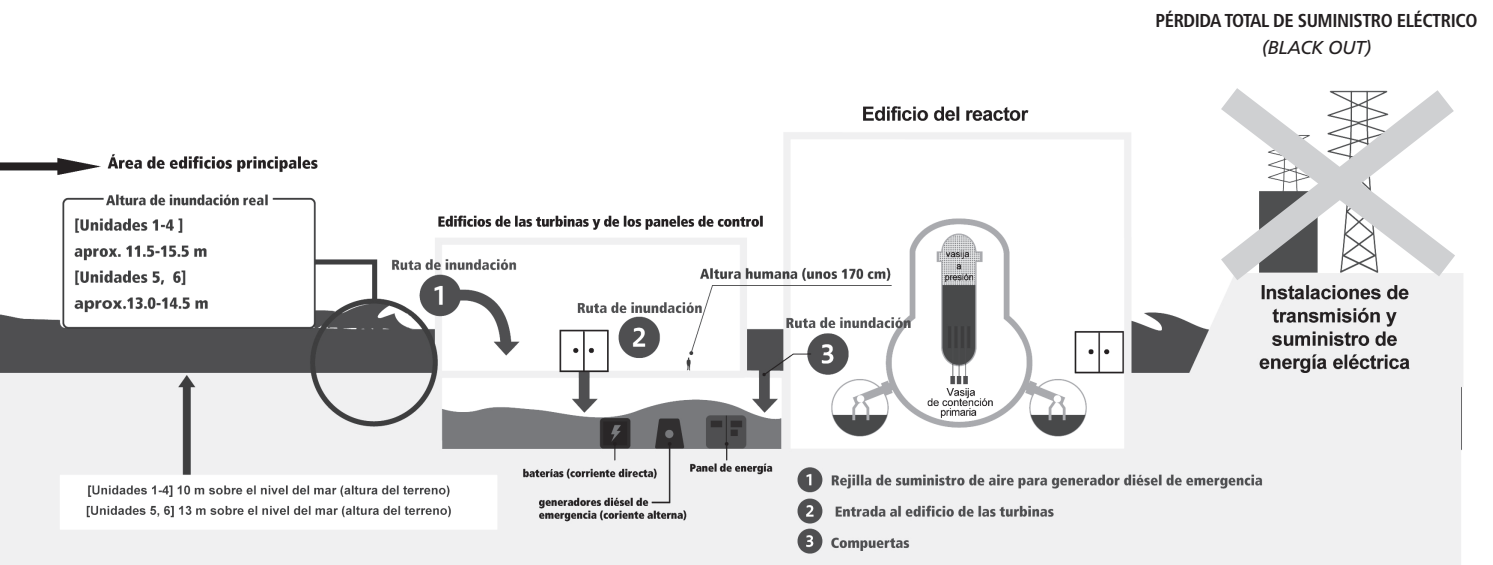 PÉRDIDA TOTAL DE SUMINISTRO ELÉCTRICO
(BLACK OUT)
Edificio del reactor
Área de edificios principales
Altura de inundación real
[Unidades 1-4 ]
aprox. 11.5-15.5 m
[Unidades 5, 6]
aprox.13.0-14.5 m
Edificios de las turbinas y de los paneles de control
Ruta de inundación
1
Altura humana (unos 170 cm)
Ruta de inundación
2
Ruta de inundación
3
vasija
a
presión
Vasija
de contención
primaria
Instalaciones de
transmisión y
suministro de
energía eléctrica
baterías (corriente directa)
Panel de energía
generadores diésel de
emergencia (coriente alterna)
[Unidades 1-4] 10 m sobre el nivel del mar (altura del terreno)
[Unidades 5, 6] 13 m sobre el nivel del mar (altura del terreno)
1 Rejilla de suministro de aire para generador diésel de emergencia
2 Entrada al edificio de las turbinas
3 Compuertas